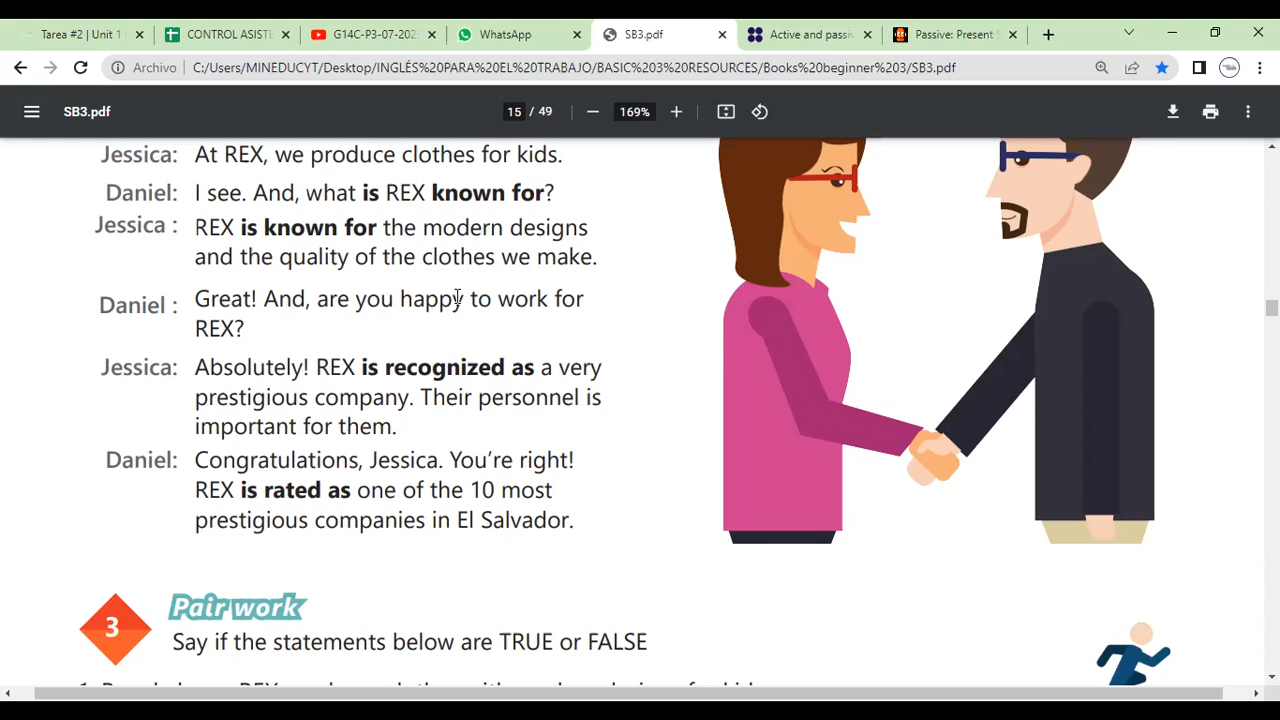 Tarea #2 | Unit 1
CONTROL ASISTE
G14C-P3-07-202
WhatsApp
SB3.pdf
Active and passiv
Passive: Present S
Archivo
C:/Users/MINEDUCYT/Desktop/INGLÉS%20PARA%20EL%20TRABAJO/BASIC%203%20RESOURCES/Books%20beginner%203/SB3.pdf
SB3.pdf
15 / 49
169%
Jessica: At REX, we produce clothes for kids.
Daniel: I see. And, what is REX known for?
Jessica : REX is known for the modern designs
and the quality of the clothes we make.
Daniel : Great! And, are you happy to work for
REX?
Jessica: Absolutely! REX is recognized as a very
prestigious company. Their personnel is
important for them.
Daniel: Congratulations, Jessica. You're right!
REX is rated as one of the 10 most
prestigious companies in El Salvador.
3
Pair work
Say if the statements below are TRUE or FALSE